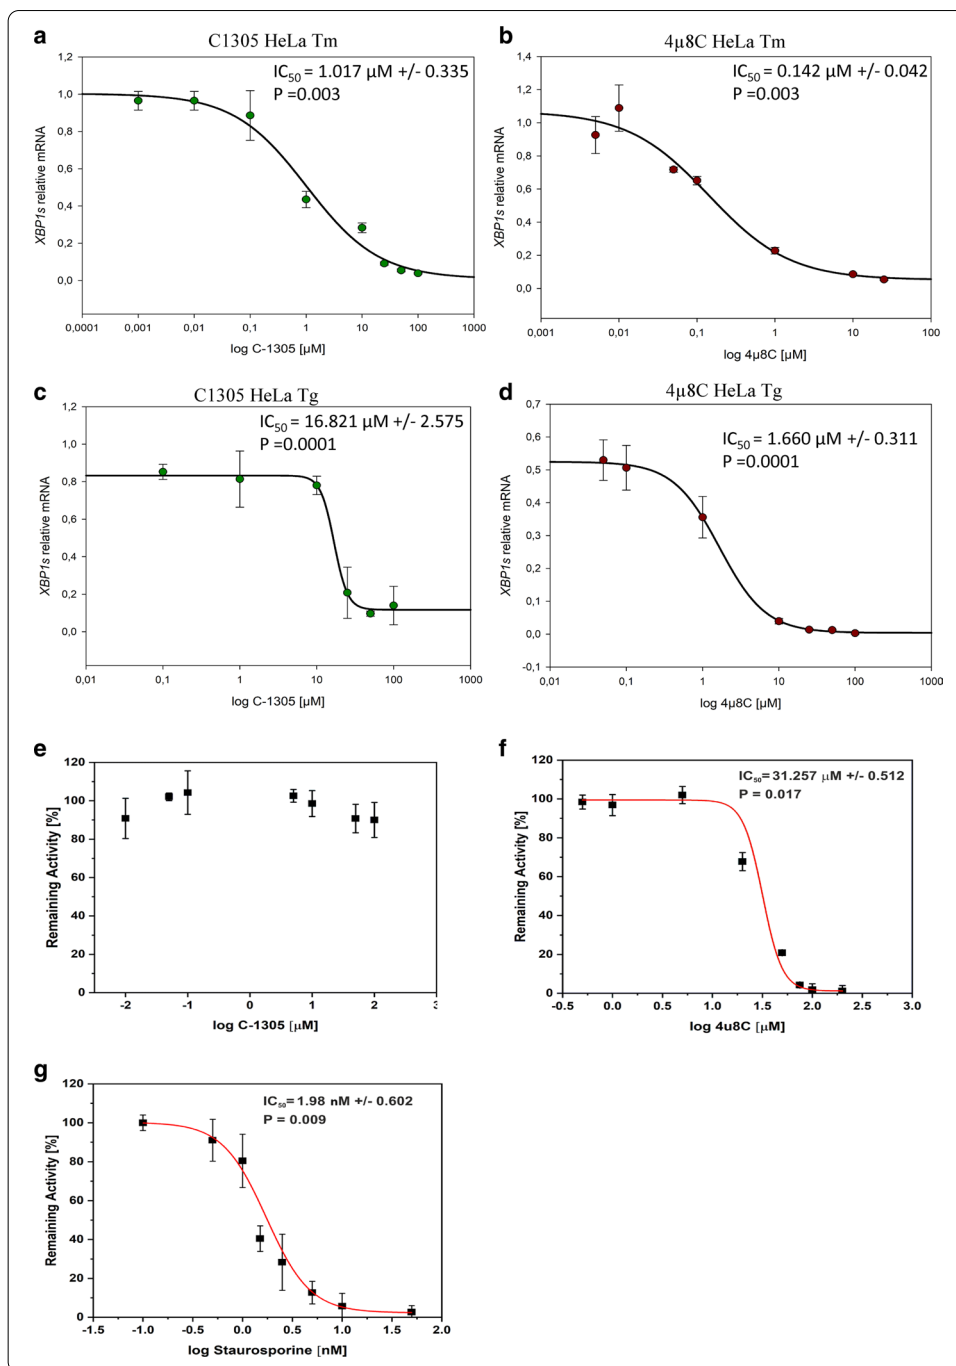 a
C1305 HeLa Tm
IC50 = 1.017 µM +/- 0.335
P =0.003
1,2
1,0
0,8
0,6
0,4
0,2
0,0
XBP1s relative mRNA
0,0001 0,001 0,01 0,1 1 10 100 1000
log C-1305 [µM]
b
4µ8C HeLa Tm
IC50 = 0.142 µM +/- 0.042
P =0.003
1,4
1,2
1,0
0,8
0,6
0,4
0,2
0,0
XBP1s relative mRNA
0,001 0,01 0,1 1 10 100
log 4µ8C [µM]
c
C1305 HeLa Tg
IC50 = 16.821 µM +/- 2.575
P =0.0001
1,2
1,0
0,8
0,6
0,4
0,2
0,0
XBP1s relative mRNA
0,01 0,1 1 10 100 1000
log C-1305 [µM]
d
4µ8C HeLa Tg
IC50 = 1.660 µM +/- 0.311
P =0.0001
0,7
0,6
0,5
0,4
0,3
0,2
0,1
0,0
-0,1
XBP1s relative mRNA
0,01 0,1 1 10 100 1000
log 4µ8C [µM]
e
120
100
80
60
40
20
0
Remaining Activity [%]
-2 -1 0 1 2 3
log C-1305 [µM]
f
IC50= 31.257 µM +/- 0.512
P = 0.017
120
100
80
60
40
20
0
Remaining Activity [%]
-0.5 0.0 0.5 1.0 1.5 2.0 2.5 3.0
log 4u8C [µM]
g
IC50= 1.98 nM +/- 0.602
P = 0.009
120
100
80
60
40
20
0
Remaining Activity [%]
-1.5 -1.0 -0.5 0.0 0.5 1.0 1.5 2.0
log Staurosporine [nM]